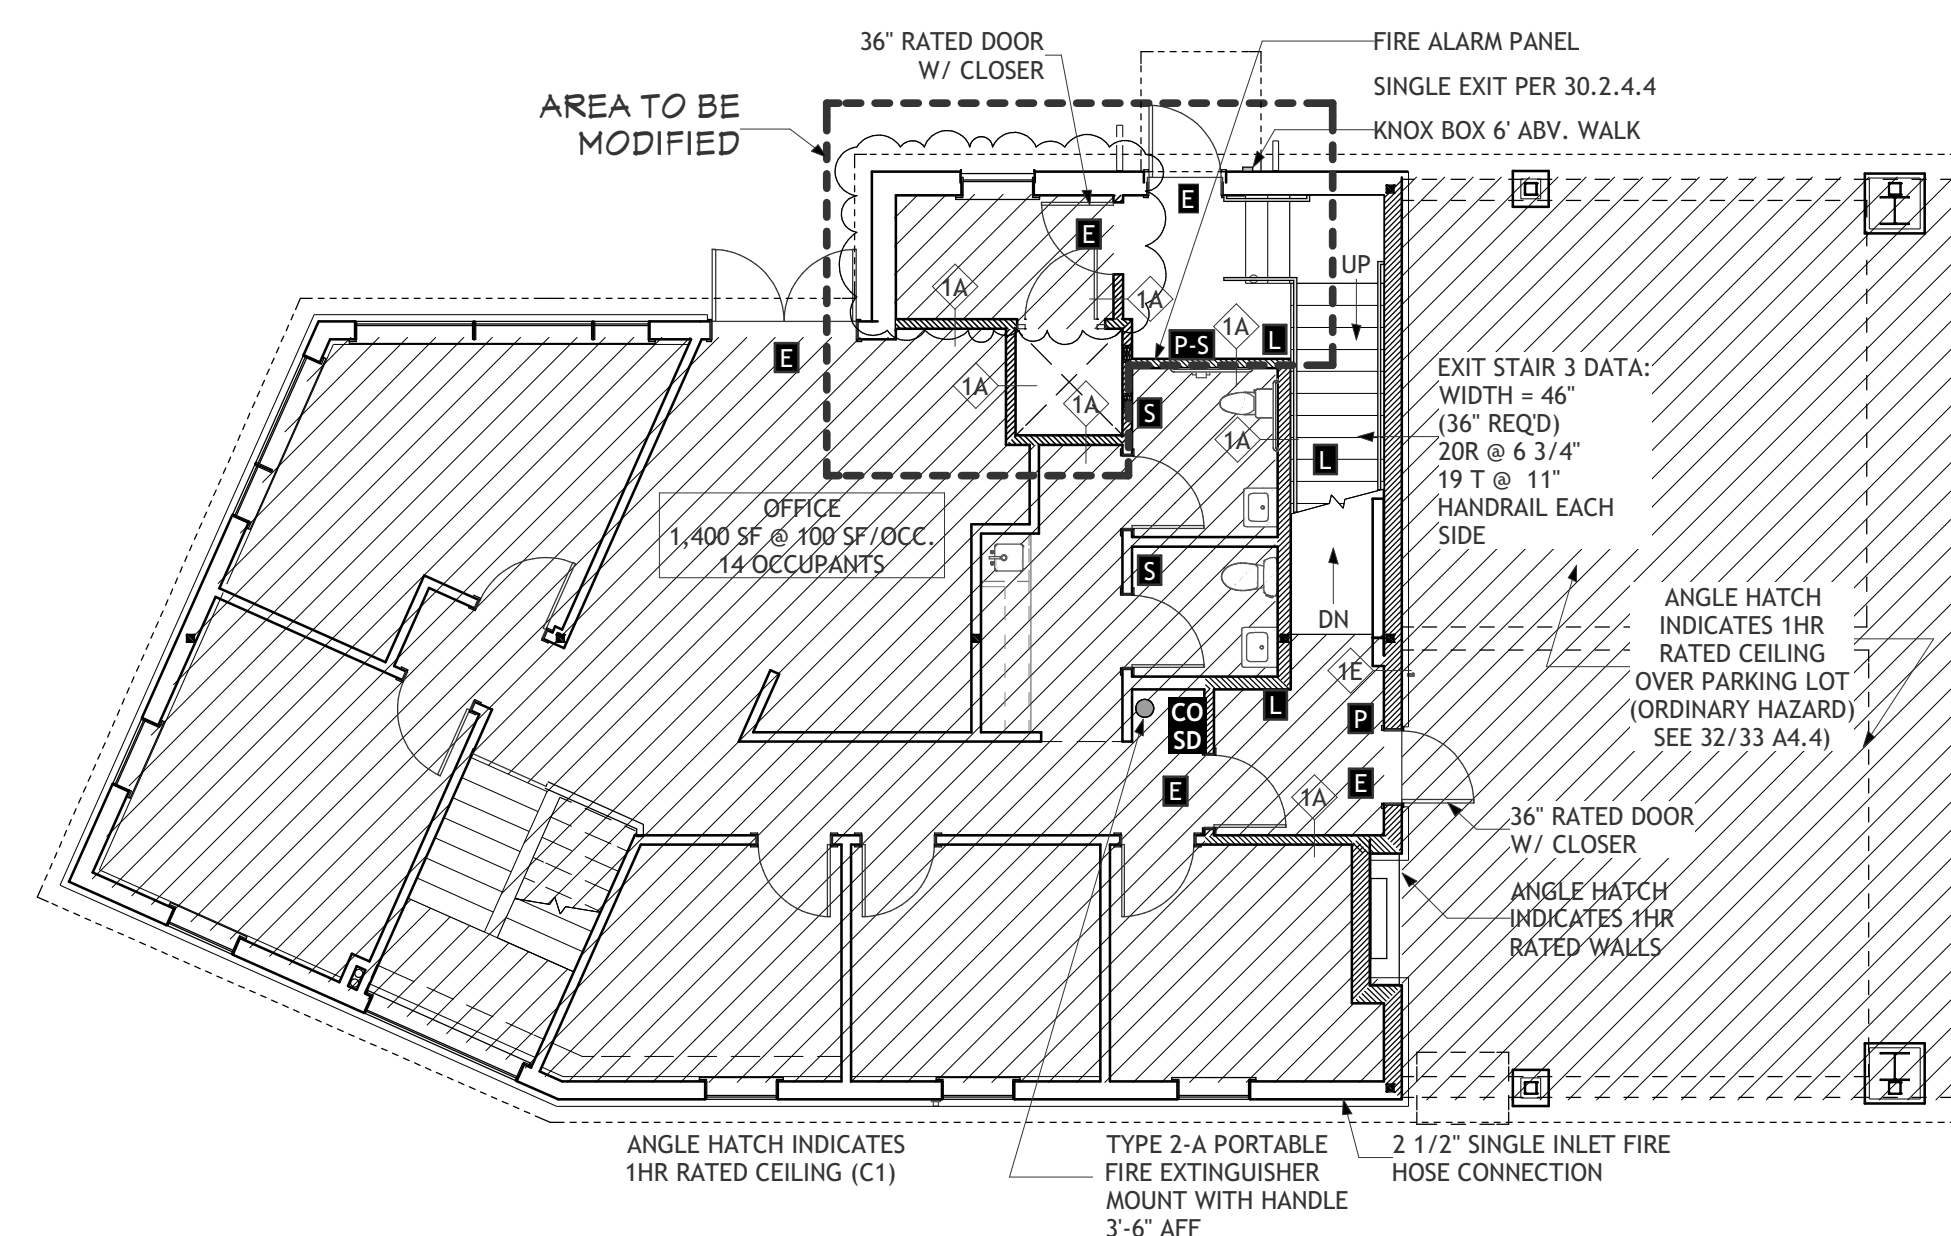 36" RATED DOOR
W/ CLOSER
FIRE ALARM PANEL
SINGLE EXIT PER 30.2.4.4
KNOX BOX 6' ABV. WALK
AREA TO BE
MODIFIED
E
E
1A
1A
1A
UP
P-S
L
E
1A
1A
S
1A
L
EXIT STAIR 3 DATA:
WIDTH = 46"
(36" REQ'D)
20R @ 6 3/4"
19 T @ 11"
HANDRAIL EACH
SIDE
OFFICE
1,400 SF @ 100 SF/OCC.
14 OCCUPANTS
S
DN
1E
L
P
CO
SD
E
E
1A
ANGLE HATCH
INDICATES 1HR
RATED CEILING
OVER PARKING LOT
(ORDINARY HAZARD)
SEE 32/33 A4.4)
36" RATED DOOR
W/ CLOSER
ANGLE HATCH
INDICATES 1HR
RATED WALLS
ANGLE HATCH INDICATES
1HR RATED CEILING (C1)
TYPE 2-A PORTABLE
FIRE EXTINGUISHER
MOUNT WITH HANDLE
3'-6" AFF
2 1/2" SINGLE INLET FIRE
HOSE CONNECTION